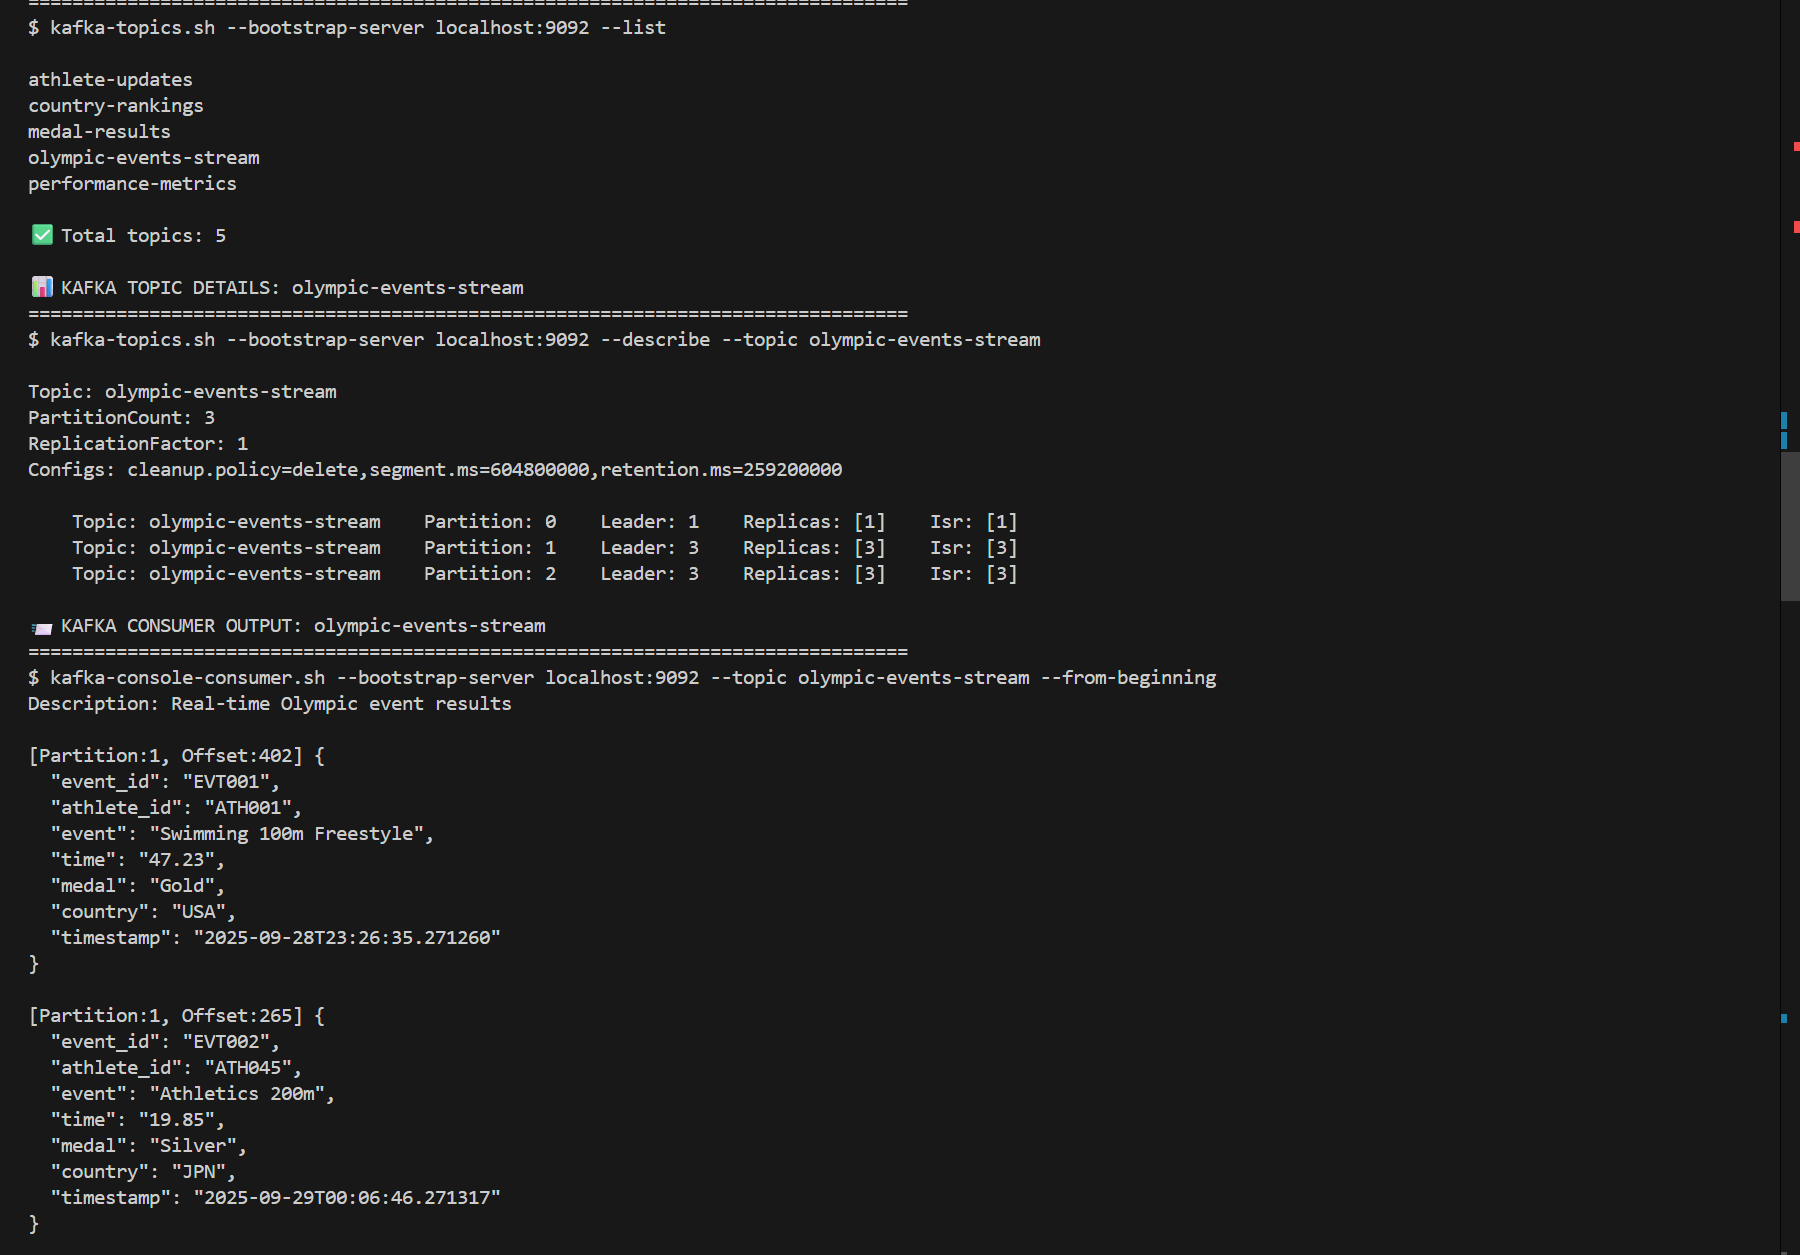 ================================================================================
$ kafka-topics.sh --bootstrap-server localhost:9092 --list
athlete-updates
country-rankings
medal-results
olympic-events-stream
performance-metrics
✅ Total topics: 5
📊 KAFKA TOPIC DETAILS: olympic-events-stream
================================================================================
$ kafka-topics.sh --bootstrap-server localhost:9092 --describe --topic olympic-events-stream
Topic: olympic-events-stream
PartitionCount: 3
ReplicationFactor: 1
Configs: cleanup.policy=delete,segment.ms=604800000,retention.ms=259200000
    Topic: olympic-events-stream    Partition: 0    Leader: 1    Replicas: [1]    Isr: [1]
    Topic: olympic-events-stream    Partition: 1    Leader: 3    Replicas: [3]    Isr: [3]
    Topic: olympic-events-stream    Partition: 2    Leader: 3    Replicas: [3]    Isr: [3]
📨 KAFKA CONSUMER OUTPUT: olympic-events-stream
================================================================================
$ kafka-console-consumer.sh --bootstrap-server localhost:9092 --topic olympic-events-stream --from-beginning
Description: Real-time Olympic event results
[Partition:1, Offset:402] {
  "event_id": "EVT001",
  "athlete_id": "ATH001",
  "event": "Swimming 100m Freestyle",
  "time": "47.23",
  "medal": "Gold",
  "country": "USA",
  "timestamp": "2025-09-28T23:26:35.271260"
}
[Partition:1, Offset:265] {
  "event_id": "EVT002",
  "athlete_id": "ATH045",
  "event": "Athletics 200m",
  "time": "19.85",
  "medal": "Silver",
  "country": "JPN",
  "timestamp": "2025-09-29T00:06:46.271317"
}